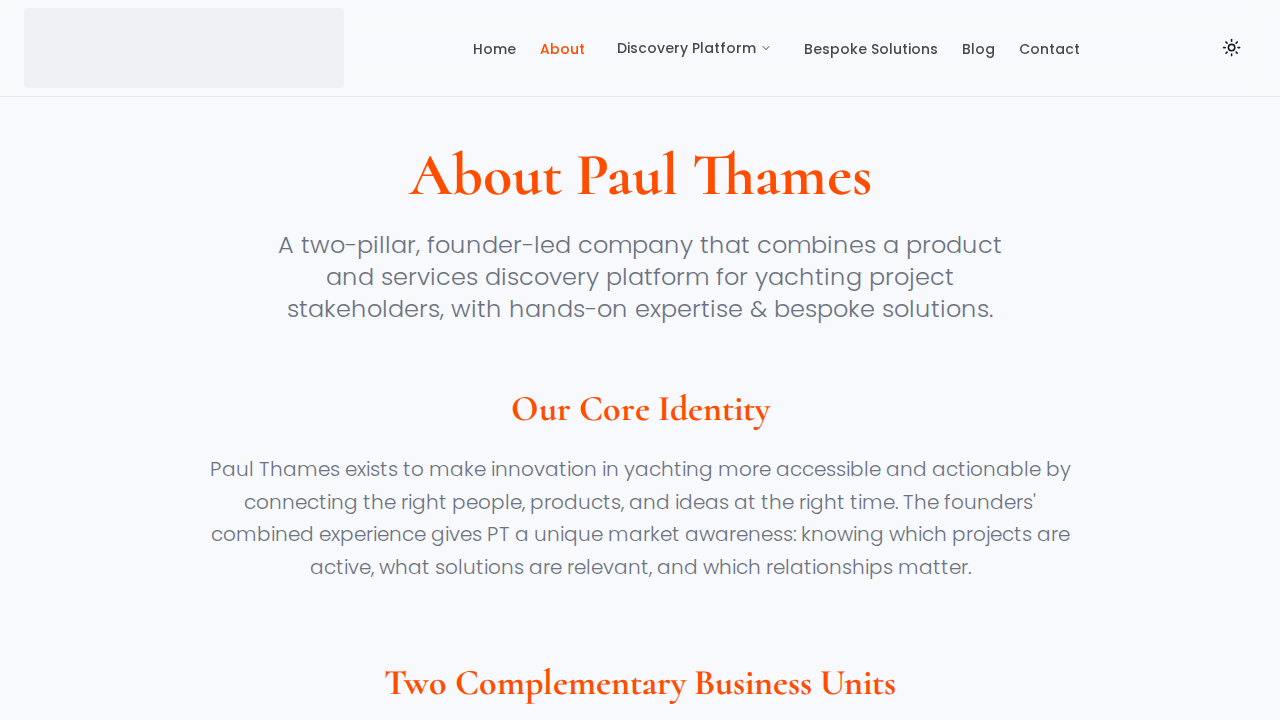 Home About Discovery Platform Bespoke Solutions Blog Contact
About Paul Thames
A two-pillar, founder-led company that combines a product
and services discovery platform for yachting project
stakeholders, with hands-on expertise & bespoke solutions.
Our Core Identity
Paul Thames exists to make innovation in yachting more accessible and actionable by
connecting the right people, products, and ideas at the right time. The founders'
combined experience gives PT a unique market awareness: knowing which projects are
active, what solutions are relevant, and which relationships matter.
Two Complementary Business Units